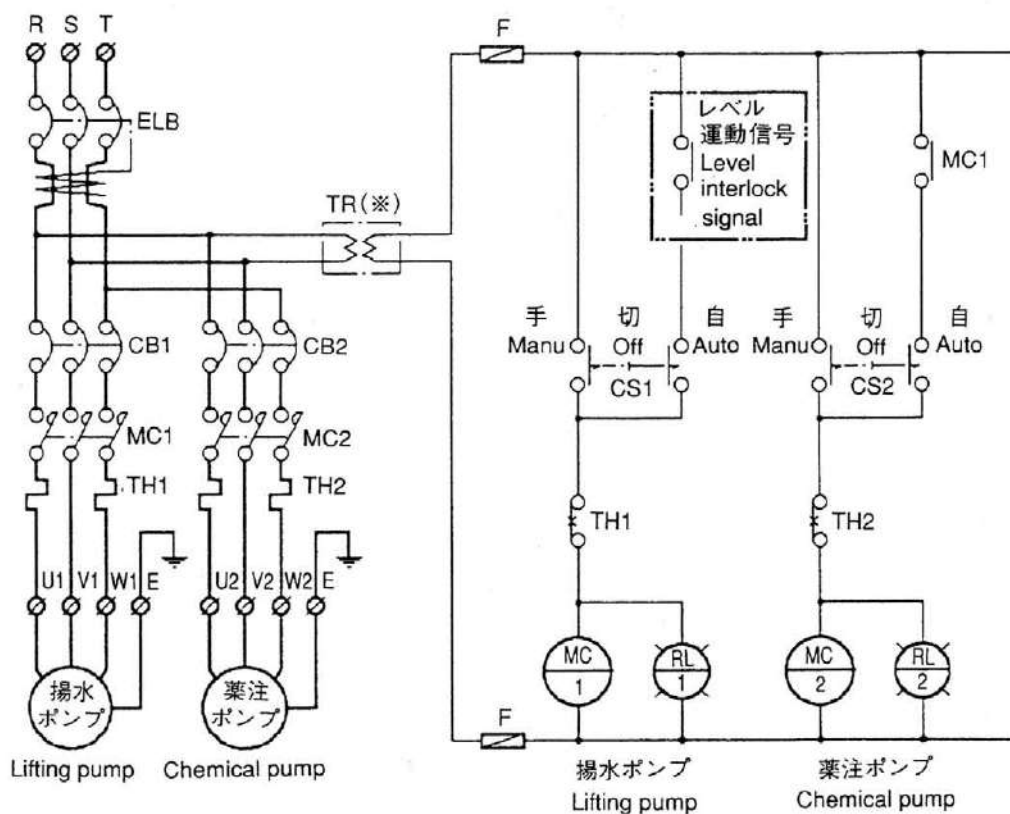 R S T
F
ELB
レベル
運動信号
Level
interlock
signal
MC1
TR(※)
手 切 自
Manu Off Auto
CS1
手 切 自
Manu Off Auto
CS2
CB1
CB2
MC1
MC2
TH1
TH2
TH1
TH2
U1 V1 W1 E
U2 V2 W2 E
揚水
ポンプ
薬注
ポンプ
MC
1
RL
1
MC
2
RL
2
F
Lifting pump
Chemical pump
揚水ポンプ
Lifting pump
薬注ポンプ
Chemical pump